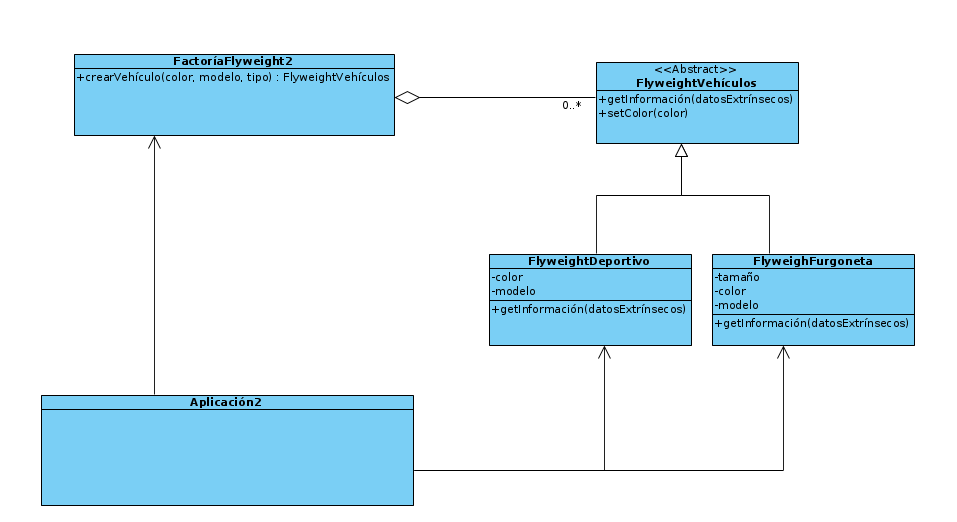 FactoríaFlyweight2
+crearVehículo(color, modelo, tipo) : FlyweightVehículos
0..*
<<Abstract>>
FlyweightVehículos
+getInformación(datosExtrínsecos)
+setColor(color)
FlyweightDeportivo
-color
-modelo
+getInformación(datosExtrínsecos)
FlyweighFurgoneta
-tamaño
-color
-modelo
+getInformación(datosExtrínsecos)
Aplicación2